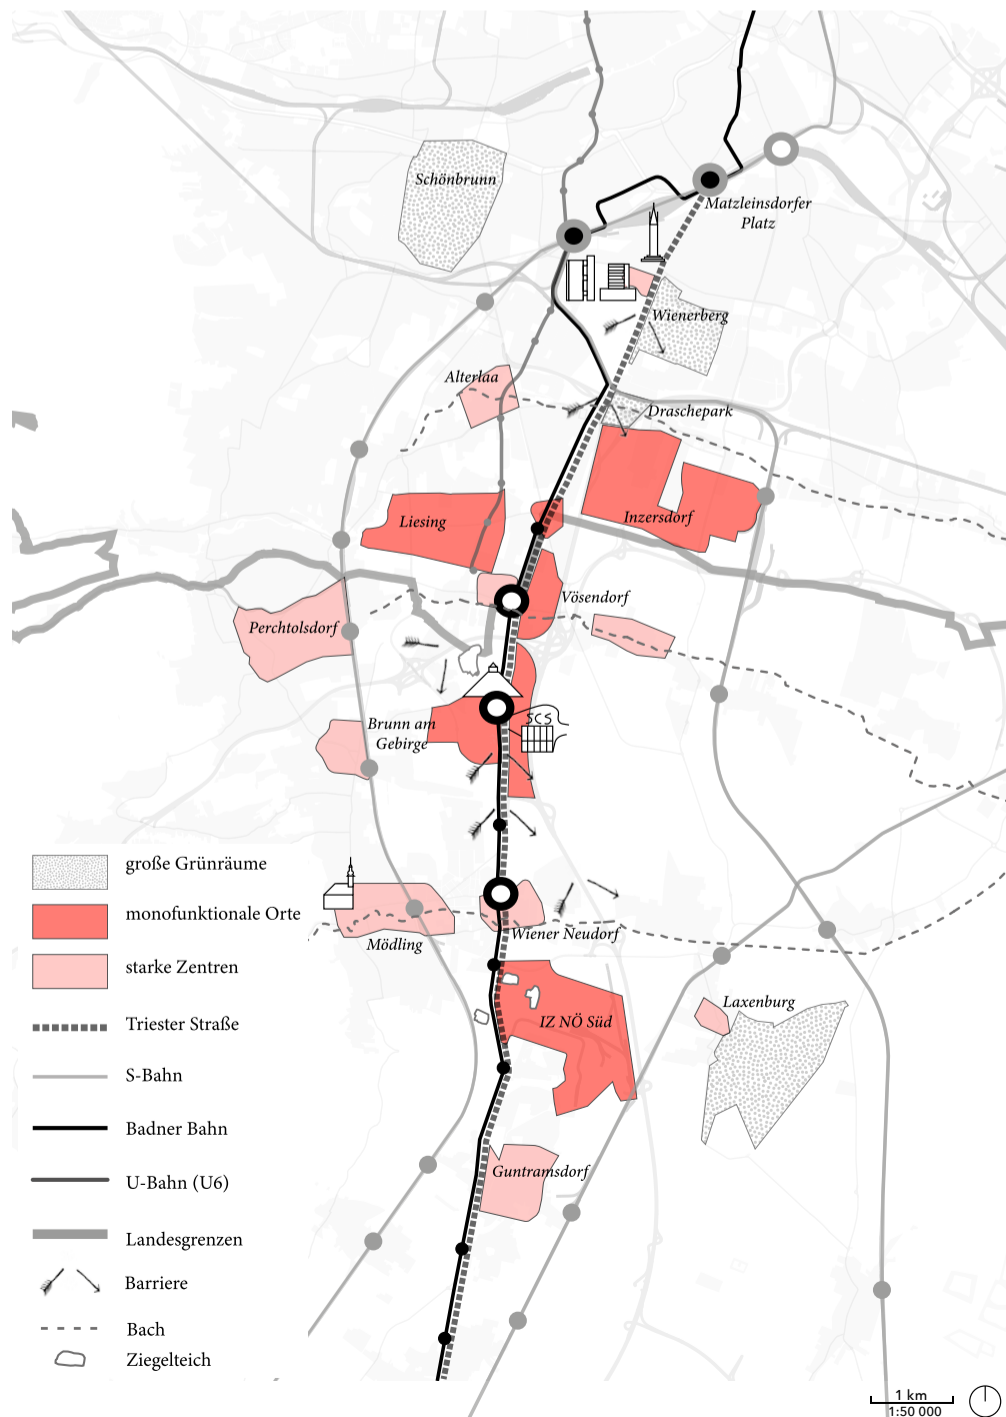 Schönbrunn
Matzleinsdorfer
Platz
Wienerberg
Alterlaa
Draschepark
Liesing
Inzersdorf
Vösendorf
Perchtolsdorf
Brunn am
Gebirge
SCS
große Grünräume
monofunktionale Orte
starke Zentren
Triester Straße
S-Bahn
Badner Bahn
U-Bahn (U6)
Landesgrenzen
Barriere
Bach
Ziegelteich
Mödling
Wiener Neudorf
IZ NÖ Süd
Laxenburg
Guntramsdorf
1 km
1:50 000